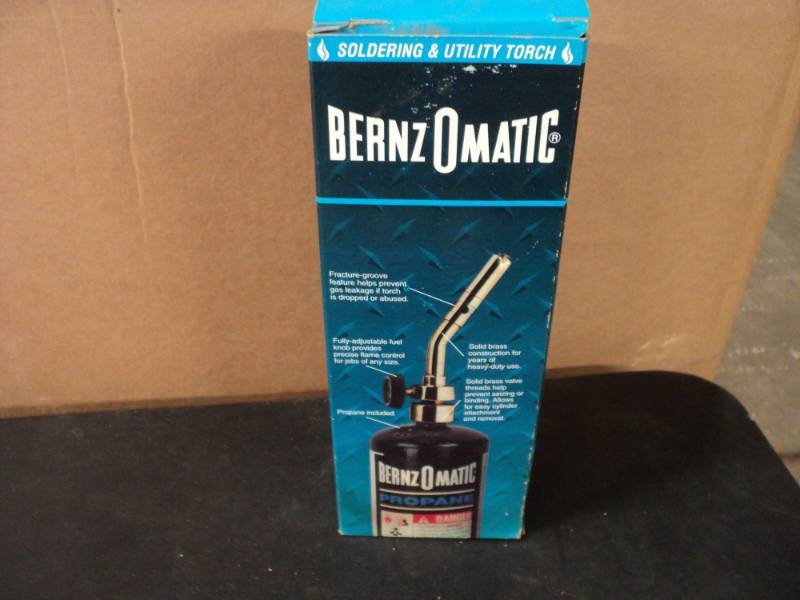 SOLDERING & UTILITY TORCH
BERNZOMATIC®
Fracture-groove
feature helps prevent
gas leakage if torch
is dropped or abused.
Fully-adjustable fuel
knob provides
precise flame control
for jobs of any size.
Solid brass
construction for
years of
heavy-duty use.
Solid brass valve
threads help
prevent seizing or
binding. Allows
for easy cylinder
attachment
and removal.
Propane included.
BERNZOMATIC
PROPANE
DANGER